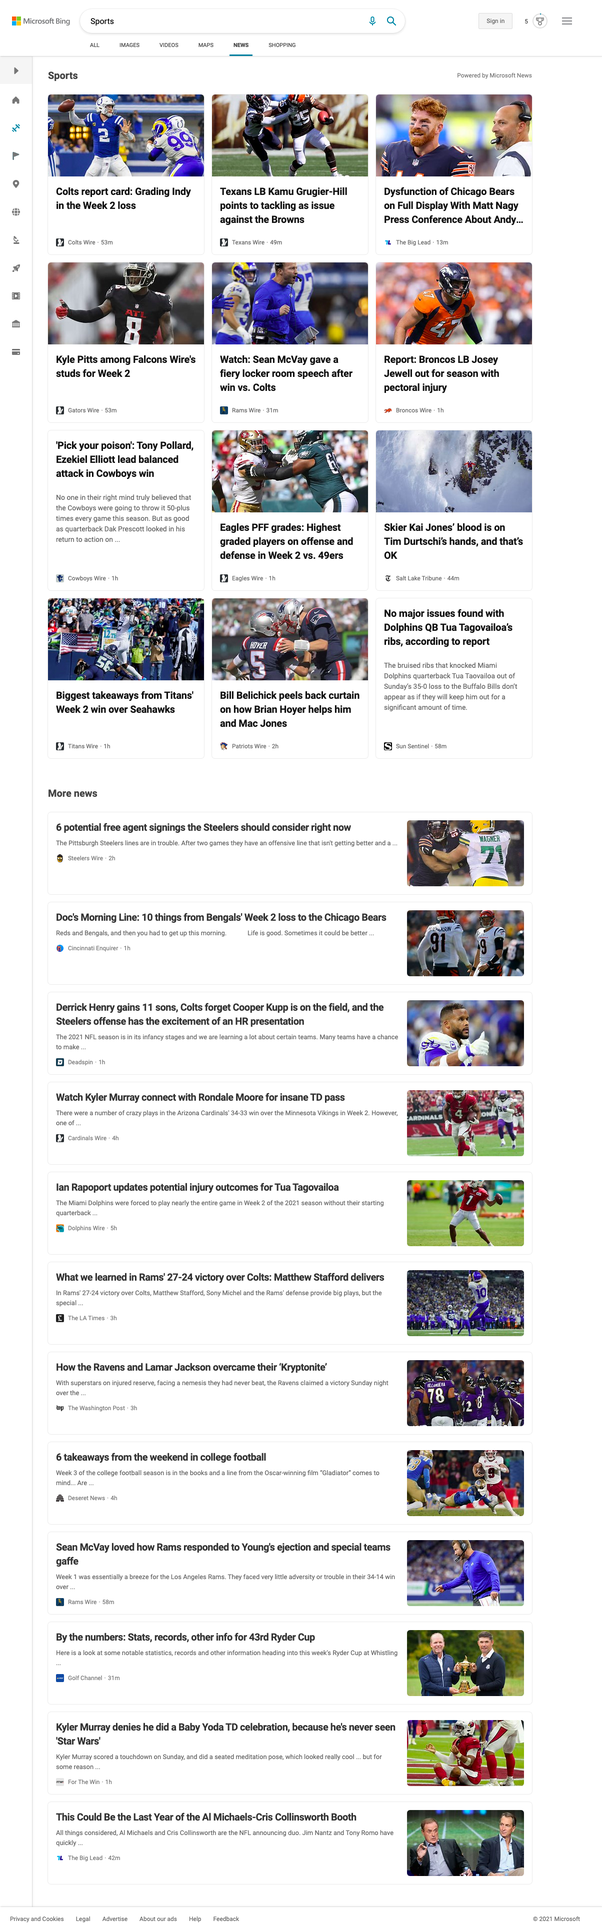 Microsoft Bing
Sports
Sign in
5
ALL
IMAGES
VIDEOS
MAPS
NEWS
SHOPPING
Sports
Powered by Microsoft News
Colts report card: Grading Indy
in the Week 2 loss
Colts Wire · 53m
Texans LB Kamu Grugier-Hill
points to tackling as issue
against the Browns
Texans Wire · 49m
Dysfunction of Chicago Bears
on Full Display With Matt Nagy
Press Conference About Andy...
The Big Lead · 13m
Kyle Pitts among Falcons Wire's
studs for Week 2
Gators Wire · 53m
Watch: Sean McVay gave a
fiery locker room speech after
win vs. Colts
Rams Wire · 31m
Report: Broncos LB Josey
Jewell out for season with
pectoral injury
Broncos Wire · 1h
'Pick your poison': Tony Pollard,
Ezekiel Elliott lead balanced
attack in Cowboys win
No one in their right mind truly believed that
the Cowboys were going to throw it 50-plus
times every game this season. But as good
as quarterback Dak Prescott looked in his
return to action on ...
Cowboys Wire · 1h
Eagles PFF grades: Highest
graded players on offense and
defense in Week 2 vs. 49ers
Eagles Wire · 1h
Skier Kai Jones' blood is on
Tim Durtschi's hands, and that's
OK
Salt Lake Tribune · 44m
Biggest takeaways from Titans'
Week 2 win over Seahawks
Titans Wire · 1h
Bill Belichick peels back curtain
on how Brian Hoyer helps him
and Mac Jones
Patriots Wire · 2h
No major issues found with
Dolphins QB Tua Tagovailoa's
ribs, according to report
The bruised ribs that knocked Miami
Dolphins quarterback Tua Taovailoa out of
Sunday's 35-0 loss to the Buffalo Bills don't
appear as if they will keep him out for a
significant amount of time.
Sun Sentinel · 58m
More news
6 potential free agent signings the Steelers should consider right now
The Pittsburgh Steelers lines are in trouble. After two games they have an offensive line that isn't getting better and a ...
Steelers Wire · 2h
Doc's Morning Line: 10 things from Bengals' Week 2 loss to the Chicago Bears
Reds and Bengals, and then you had to get up this morning. Life is good. Sometimes it could be better ...
Cincinnati Enquirer · 1h
Derrick Henry gains 11 sons, Colts forget Cooper Kupp is on the field, and the
Steelers offense has the excitement of an HR presentation
The 2021 NFL season is in its infancy stages and we are learning a lot about certain teams. Many teams have a chance
to make ...
Deadspin · 1h
Watch Kyler Murray connect with Rondale Moore for insane TD pass
There were a number of crazy plays in the Arizona Cardinals' 34-33 win over the Minnesota Vikings in Week 2. However,
one of ...
Cardinals Wire · 4h
Ian Rapoport updates potential injury outcomes for Tua Tagovailoa
The Miami Dolphins were forced to play nearly the entire game in Week 2 of the 2021 season without their starting
quarterback ...
Dolphins Wire · 5h
What we learned in Rams' 27-24 victory over Colts: Matthew Stafford delivers
In Rams' 27-24 victory over Colts, Matthew Stafford, Sony Michel and the Rams' defense provide big plays, but the
special ...
The LA Times · 3h
How the Ravens and Lamar Jackson overcame their 'Kryptonite'
With superstars on injured reserve, facing a nemesis they had never beat, the Ravens claimed a victory Sunday night
over the ...
The Washington Post · 3h
6 takeaways from the weekend in college football
Week 3 of the college football season is in the books and a line from the Oscar-winning film "Gladiator" comes to
mind... Are ...
Deseret News · 4h
Sean McVay loved how Rams responded to Young's ejection and special teams
gaffe
Week 1 was essentially a breeze for the Los Angeles Rams. They faced very little adversity or trouble in their 34-14 win
over ...
Rams Wire · 58m
By the numbers: Stats, records, other info for 43rd Ryder Cup
Here is a look at some notable statistics, records and other information heading into this week's Ryder Cup at Whistling
...
Golf Channel · 31m
Kyler Murray denies he did a Baby Yoda TD celebration, because he's never seen
'Star Wars'
Kyler Murray scored a touchdown on Sunday, and did a seated meditation pose, which looked really cool ... but for
some reason ...
For The Win · 1h
This Could Be the Last Year of the Al Michaels-Cris Collinsworth Booth
All things considered, Al Michaels and Cris Collinsworth are the NFL announcing duo. Jim Nantz and Tony Romo have
quickly ...
The Big Lead · 42m
Privacy and Cookies
Legal
Advertise
About our ads
Help
Feedback
© 2021 Microsoft